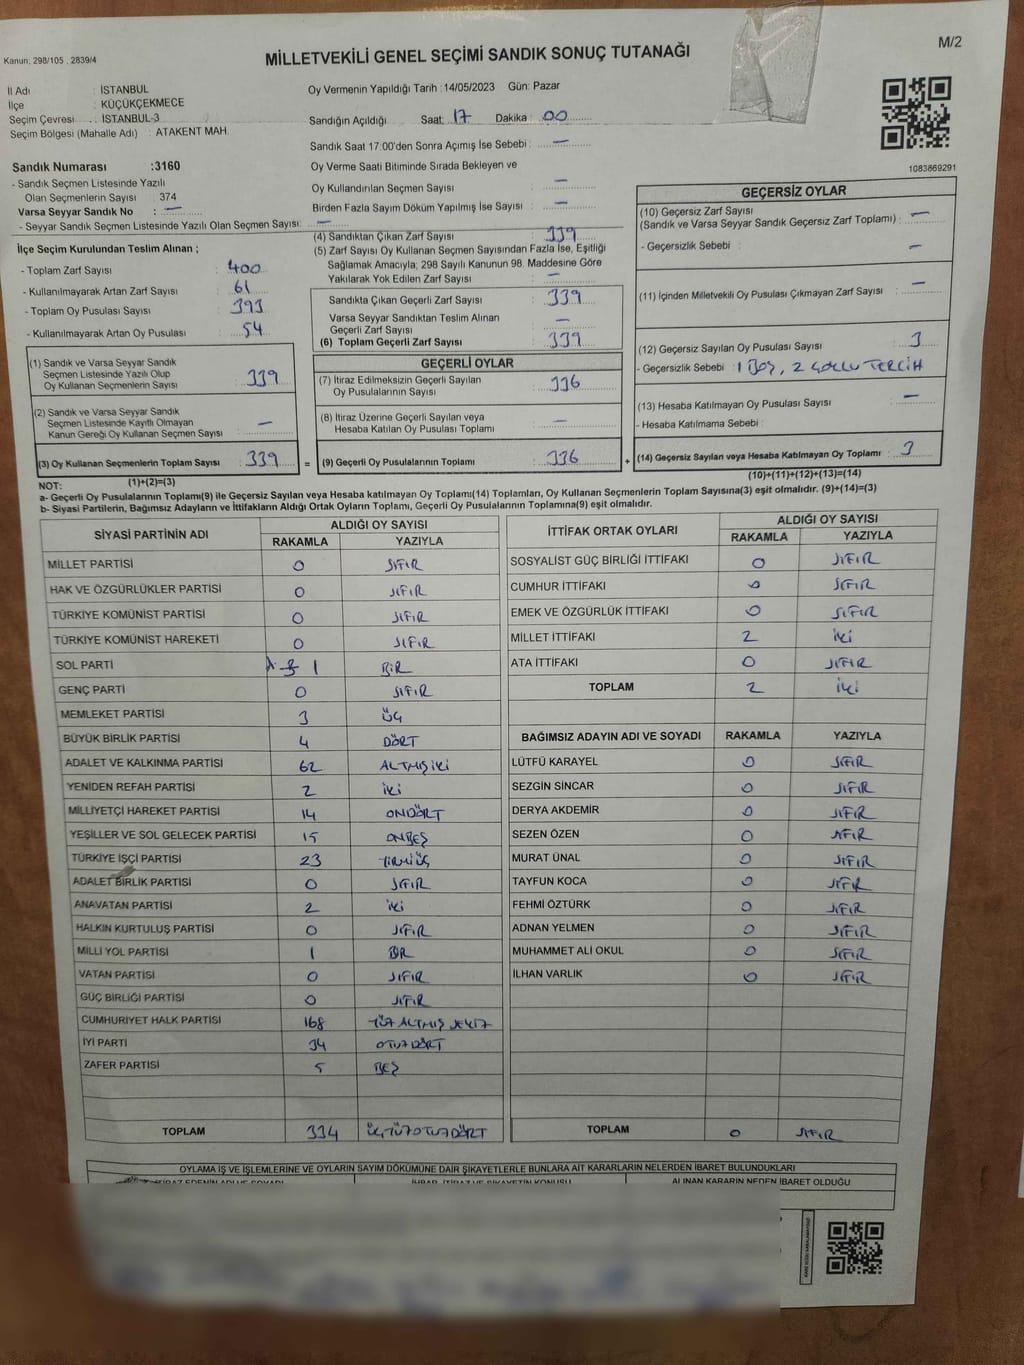 M/2
Kanun: 298/105 , 2839/4
MİLLETVEKİLİ GENEL SEÇİMİ SANDIK SONUÇ TUTANAĞI
İl Adı : İSTANBUL
İlçe : KÜÇÜKÇEKMECE
Seçim Çevresi : İSTANBUL-3
Seçim Bölgesi (Mahalle Adı) : ATAKENT MAH.
Oy Vermenin Yapıldığı Tarih :14/05/2023 Gün: Pazar
Sandığın Açıldığı Saat: 17 Dakika : 00
Sandık Saat 17:00'den Sonra Açımış İse Sebebi : —
Oy Verme Saati Bitiminde Sırada Bekleyen ve
Oy Kullandırılan Seçmen Sayısı : —
Birden Fazla Sayım Döküm Yapılmış İse Sayısı : —
1083869291
Sandık Numarası :3160
- Sandık Seçmen Listesinde Yazılı
Olan Seçmenlerin Sayısı : 374
Varsa Seyyar Sandık No : —
- Seyyar Sandık Seçmen Listesinde Yazılı Olan Seçmen Sayısı: —
İlçe Seçim Kurulundan Teslim Alınan ;
- Toplam Zarf Sayısı : 400
- Kullanılmayarak Artan Zarf Sayısı : 61
- Toplam Oy Pusulası Sayısı : 393
- Kullanılmayarak Artan Oy Pusulası : 54
(1) Sandık ve Varsa Seyyar Sandık
Seçmen Listesinde Yazılı Olup
Oy Kullanan Seçmenlerin Sayısı : 339
(2) Sandık ve Varsa Seyyar Sandık
Seçmen Listesinde Kayıtlı Olmayan
Kanun Gereği Oy Kullanan Seçmen Sayısı : —
(3) Oy Kullanan Seçmenlerin Toplam Sayısı : 339
(1)+(2)=(3)
(4) Sandıktan Çıkan Zarf Sayısı : 339
(5) Zarf Sayısı Oy Kullanan Seçmen Sayısından Fazla İse, Eşitliği
Sağlamak Amacıyla; 298 Sayılı Kanunun 98. Maddesine Göre
Yakılarak Yok Edilen Zarf Sayısı : —
Sandıkta Çıkan Geçerli Zarf Sayısı : 339
Varsa Seyyar Sandıktan Teslim Alınan
Geçerli Zarf Sayısı : —
(6) Toplam Geçerli Zarf Sayısı : 339
GEÇERLİ OYLAR
(7) İtiraz Edilmeksizin Geçerli Sayılan
Oy Pusulalarının Sayısı : 336
(8) İtiraz Üzerine Geçerli Sayılan veya
Hesaba Katılan Oy Pusulası Toplamı : —
= (9) Geçerli Oy Pusulalarının Toplamı : 336
GEÇERSİZ OYLAR
(10) Geçersiz Zarf Sayısı
(Sandık ve Varsa Seyyar Sandık Geçersiz Zarf Toplamı) : —
- Geçersizlik Sebebi : —
(11) İçinden Milletvekili Oy Pusulası Çıkmayan Zarf Sayısı : —
(12) Geçersiz Sayılan Oy Pusulası Sayısı : 3
- Geçersizlik Sebebi : 1 BOŞ, 2 ÇOKLU TERCİH
(13) Hesaba Katılmayan Oy Pusulası Sayısı : —
- Hesaba Katılmama Sebebi :
+ (14) Geçersiz Sayılan veya Hesaba Katılmayan Oy Toplamı : 3
(10)+(11)+(12)+(13)=(14)
NOT:
a- Geçerli Oy Pusulalarının Toplamı(9) ile Geçersiz Sayılan veya Hesaba katılmayan Oy Toplamı(14) Toplamları, Oy Kullanan Seçmenlerin Toplam Sayısına(3) eşit olmalıdır. (9)+(14)=(3)
b- Siyasi Partilerin, Bağımsız Adayların ve İttifakların Aldığı Ortak Oyların Toplamı, Geçerli Oy Pusulalarının Toplamına(9) eşit olmalıdır.
SİYASİ PARTİNİN ADI ALDIĞI OY SAYISI
RAKAMLA YAZIYLA
MİLLET PARTİSİ 0 SIFIR
HAK VE ÖZGÜRLÜKLER PARTİSİ 0 SIFIR
TÜRKİYE KOMÜNİST PARTİSİ 0 SIFIR
TÜRKİYE KOMÜNİST HAREKETİ 0 SIFIR
SOL PARTİ 1 BİR
GENÇ PARTİ 0 SIFIR
MEMLEKET PARTİSİ 3 ÜÇ
BÜYÜK BİRLİK PARTİSİ 4 DÖRT
ADALET VE KALKINMA PARTİSİ 62 ALTMIŞİKİ
YENİDEN REFAH PARTİSİ 2 İKİ
MİLLİYETÇİ HAREKET PARTİSİ 14 ONDÖRT
YEŞİLLER VE SOL GELECEK PARTİSİ 15 ONBEŞ
TÜRKİYE İŞÇİ PARTİSİ 23 YİRMİÜÇ
ADALET BİRLİK PARTİSİ 0 SIFIR
ANAVATAN PARTİSİ 2 İKİ
HALKIN KURTULUŞ PARTİSİ 0 SIFIR
MİLLİ YOL PARTİSİ 1 BİR
VATAN PARTİSİ 0 SIFIR
GÜÇ BİRLİĞİ PARTİSİ 0 SIFIR
CUMHURİYET HALK PARTİSİ 168 YÜZ ALTMIŞ SEKİZ
İYİ PARTİ 34 OTUZDÖRT
ZAFER PARTİSİ 5 BEŞ
TOPLAM 334 ÜÇYÜZOTUZDÖRT
İTTİFAK ORTAK OYLARI ALDIĞI OY SAYISI
RAKAMLA YAZIYLA
SOSYALİST GÜÇ BİRLİĞİ İTTİFAKI 0 SIFIR
CUMHUR İTTİFAKI 0 SIFIR
EMEK VE ÖZGÜRLÜK İTTİFAKI 0 SIFIR
MİLLET İTTİFAKI 2 İKİ
ATA İTTİFAKI 0 SIFIR
TOPLAM 2 İKİ
BAĞIMSIZ ADAYIN ADI VE SOYADI RAKAMLA YAZIYLA
LÜTFÜ KARAYEL 0 SIFIR
SEZGİN SİNCAR 0 SIFIR
DERYA AKDEMİR 0 SIFIR
SEZEN ÖZEN 0 SIFIR
MURAT ÜNAL 0 SIFIR
TAYFUN KOCA 0 SIFIR
FEHMİ ÖZTÜRK 0 SIFIR
ADNAN YELMEN 0 SIFIR
MUHAMMET ALİ OKUL 0 SIFIR
İLHAN VARLIK 0 SIFIR
TOPLAM 0 SIFIR
OYLAMA İŞ VE İŞLEMLERİNE VE OYLARIN SAYIM DÖKÜMÜNE DAİR ŞİKAYETLERLE BUNLARA AİT KARARLARIN NELERDEN İBARET BULUNDUKLARI
İHBAR, İTİRAZ VE ŞİKAYETİN KONUSU ALINAN KARARIN NEDEN İBARET OLDUĞU